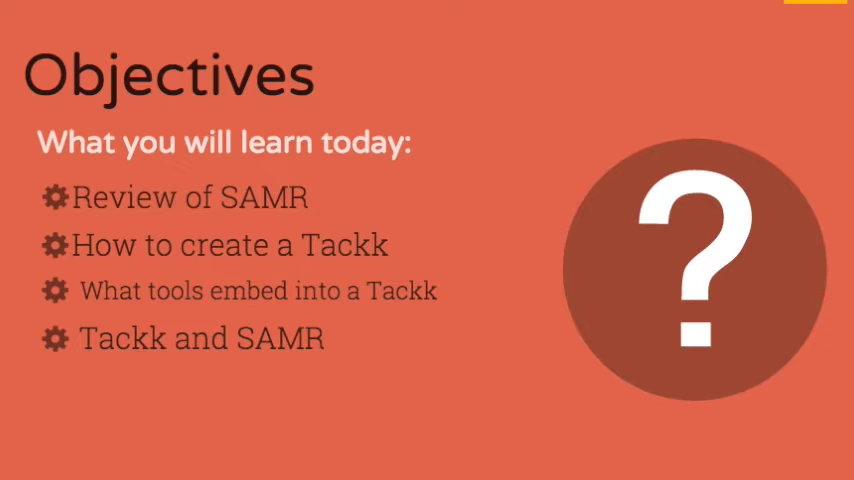 Objectives
What you will learn today:
Review of SAMR
How to create a Tackk
What tools embed into a Tackk
Tackk and SAMR
?